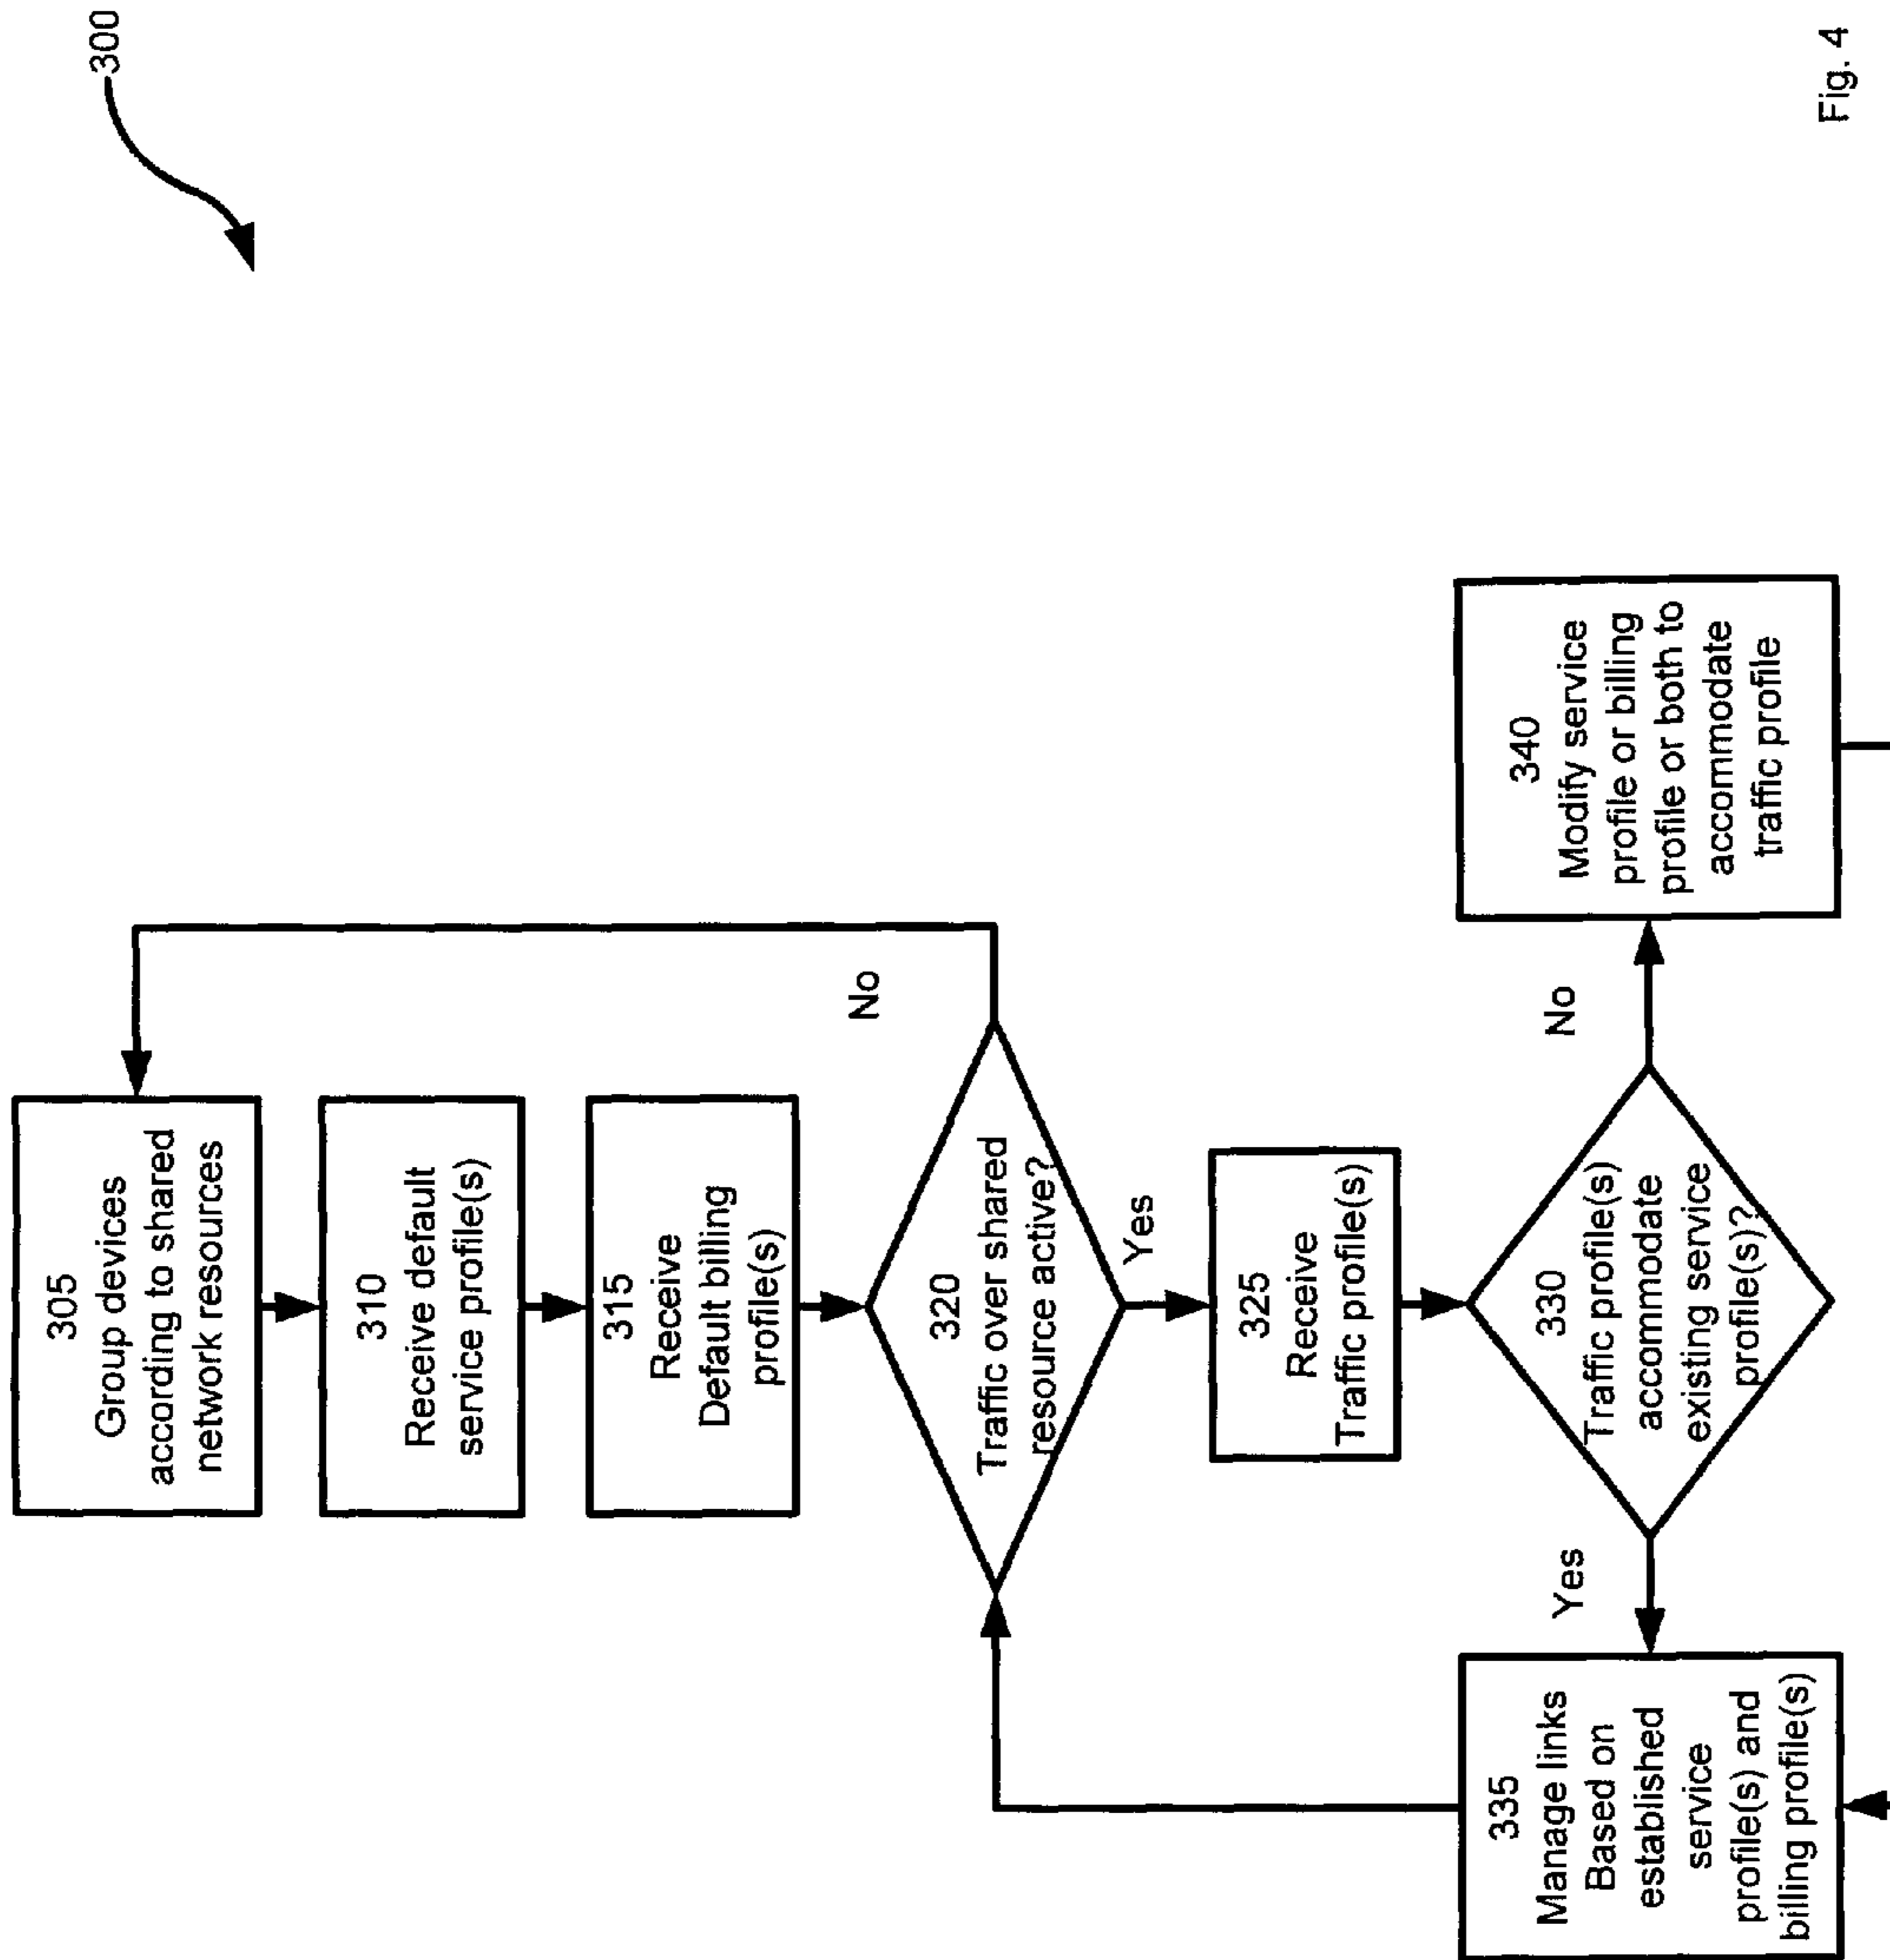 300
305
Group devices
according to shared
network resources
310
Receive default
service profile(s)
315
Receive
Default billing
profile(s)
320
Traffic over shared
resource active?
No
Yes
325
Receive
Traffic profile(s)
330
Traffic profile(s)
accommodate
existing service
profile(s)?
Yes
No
335
Manage links
Based on
established
service
profile(s) and
billing profile(s)
340
Modify service
profile or billing
profile or both to
accommodate
traffic profile
Fig. 4